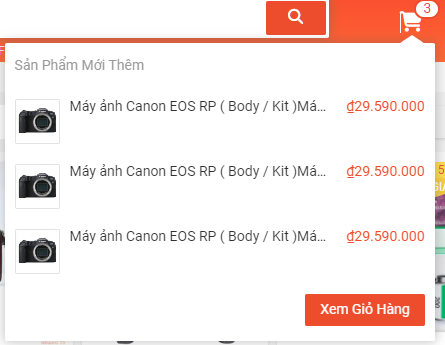 3
Sản Phẩm Mới Thêm
Máy ảnh Canon EOS RP ( Body / Kit )Má... ₫29.590.000
Máy ảnh Canon EOS RP ( Body / Kit )Má... ₫29.590.000
Máy ảnh Canon EOS RP ( Body / Kit )Má... ₫29.590.000
Xem Giỏ Hàng